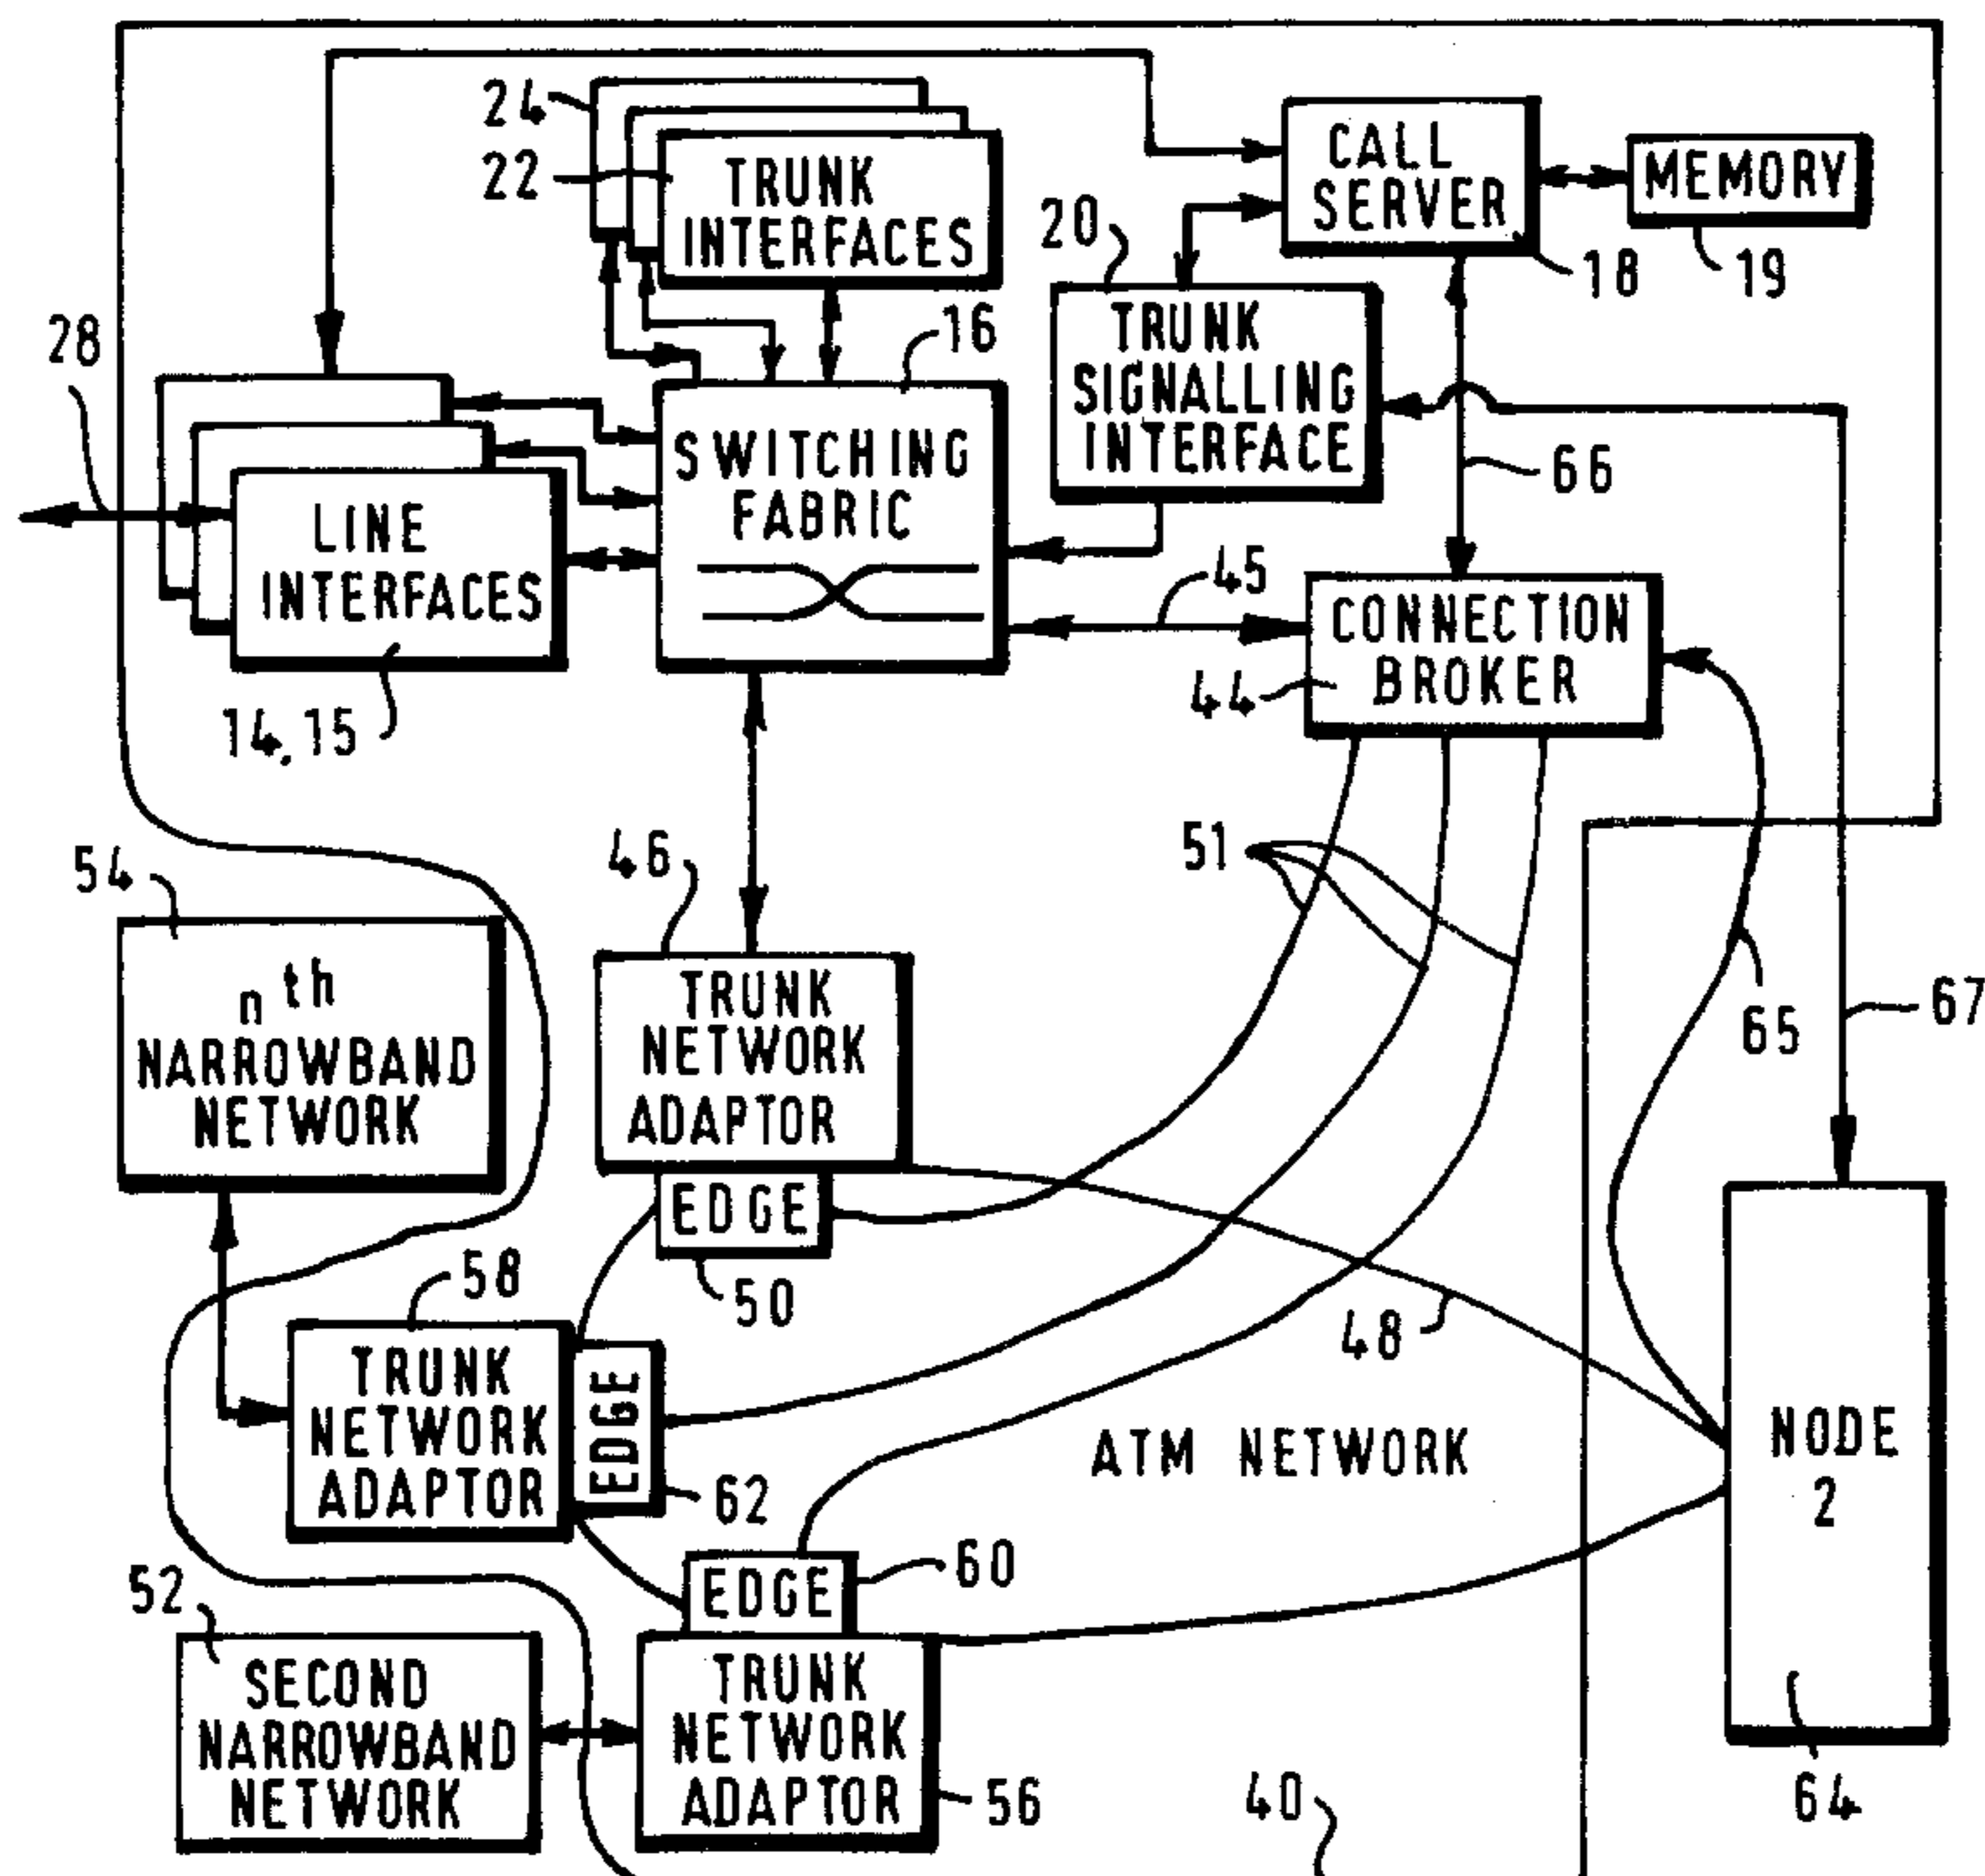 24
22
TRUNK
INTERFACES
CALL
SERVER
MEMORY
20
18
19
28
16
TRUNK
SIGNALLING
INTERFACE
SWITCHING
FABRIC
66
LINE
INTERFACES
45
CONNECTION
BROKER
44
14,15
51
46
54
nth
NARROWBAND
NETWORK
TRUNK
NETWORK
ADAPTOR
67
65
EDGE
50
58
48
TRUNK
NETWORK
ADAPTOR
EDGE
62
ATM NETWORK
NODE
2
60
EDGE
52
SECOND
NARROWBAND
NETWORK
TRUNK
NETWORK
ADAPTOR
56
40
64